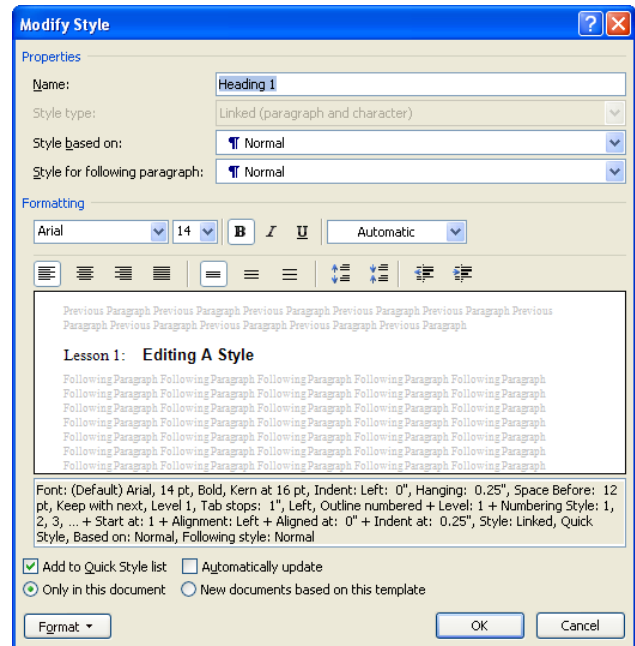 Modify Style
Properties
Name: Heading 1
Style type: Linked (paragraph and character)
Style based on: ¶ Normal
Style for following paragraph: ¶ Normal
Formatting
Arial 14 B I U Automatic
Previous Paragraph Previous Paragraph Previous Paragraph Previous Paragraph Previous Paragraph Previous
Paragraph Previous Paragraph Previous Paragraph Previous Paragraph Previous Paragraph
Lesson 1: Editing A Style
Following Paragraph Following Paragraph Following Paragraph Following Paragraph Following Paragraph
Following Paragraph Following Paragraph Following Paragraph Following Paragraph Following Paragraph
Following Paragraph Following Paragraph Following Paragraph Following Paragraph Following Paragraph
Following Paragraph Following Paragraph Following Paragraph Following Paragraph Following Paragraph
Following Paragraph Following Paragraph Following Paragraph Following Paragraph Following Paragraph
Following Paragraph Following Paragraph Following Paragraph Following Paragraph Following Paragraph
Following Paragraph Following Paragraph Following Paragraph Following Paragraph Following Paragraph
Font: (Default) Arial, 14 pt, Bold, Kern at 16 pt, Indent: Left: 0", Hanging: 0.25", Space Before: 12
pt, Keep with next, Level 1, Tab stops: 1", Left, Outline numbered + Level: 1 + Numbering Style: 1,
2, 3, ... + Start at: 1 + Alignment: Left + Aligned at: 0" + Indent at: 0.25", Style: Linked, Quick
Style, Based on: Normal, Following style: Normal
Add to Quick Style list Automatically update
Only in this document New documents based on this template
Format OK Cancel